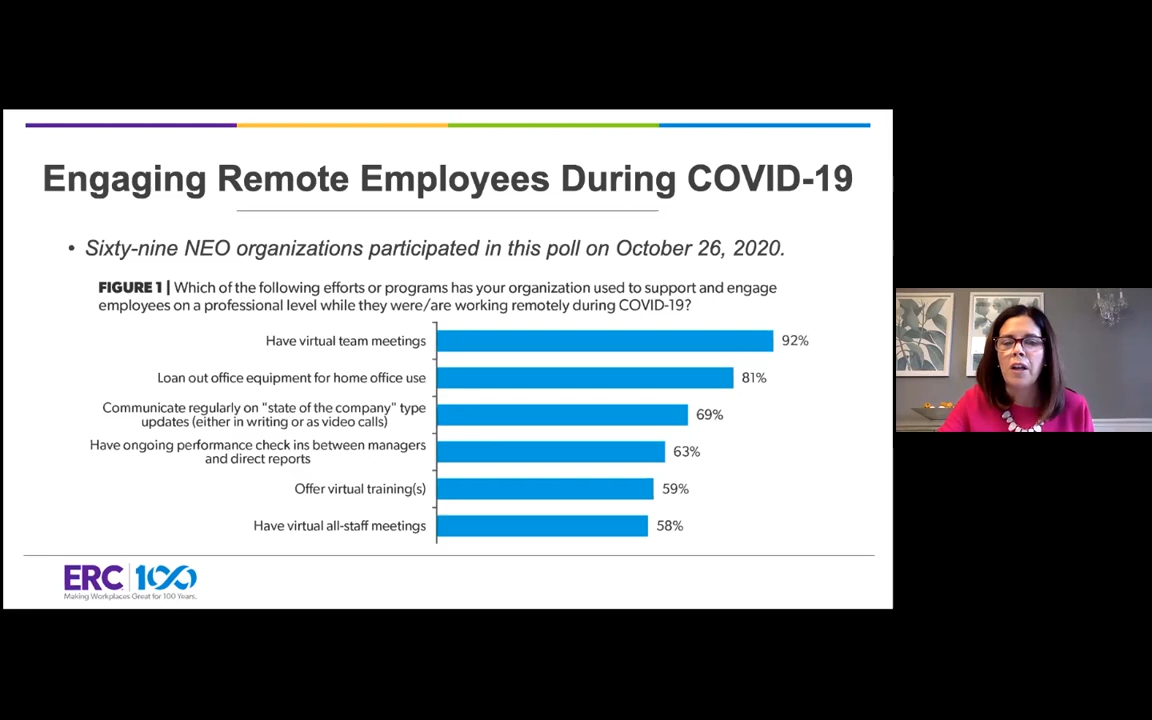 Engaging Remote Employees During COVID-19
• Sixty-nine NEO organizations participated in this poll on October 26, 2020.
FIGURE 1 | Which of the following efforts or programs has your organization used to support and engage
employees on a professional level while they were/are working remotely during COVID-19?
Have virtual team meetings 92%
Loan out office equipment for home office use 81%
Communicate regularly on "state of the company" type
updates (either in writing or as video calls) 69%
Have ongoing performance check ins between managers
and direct reports 63%
Offer virtual training(s) 59%
Have virtual all-staff meetings 58%
ERC 100
Making Workplaces Great for 100 Years.